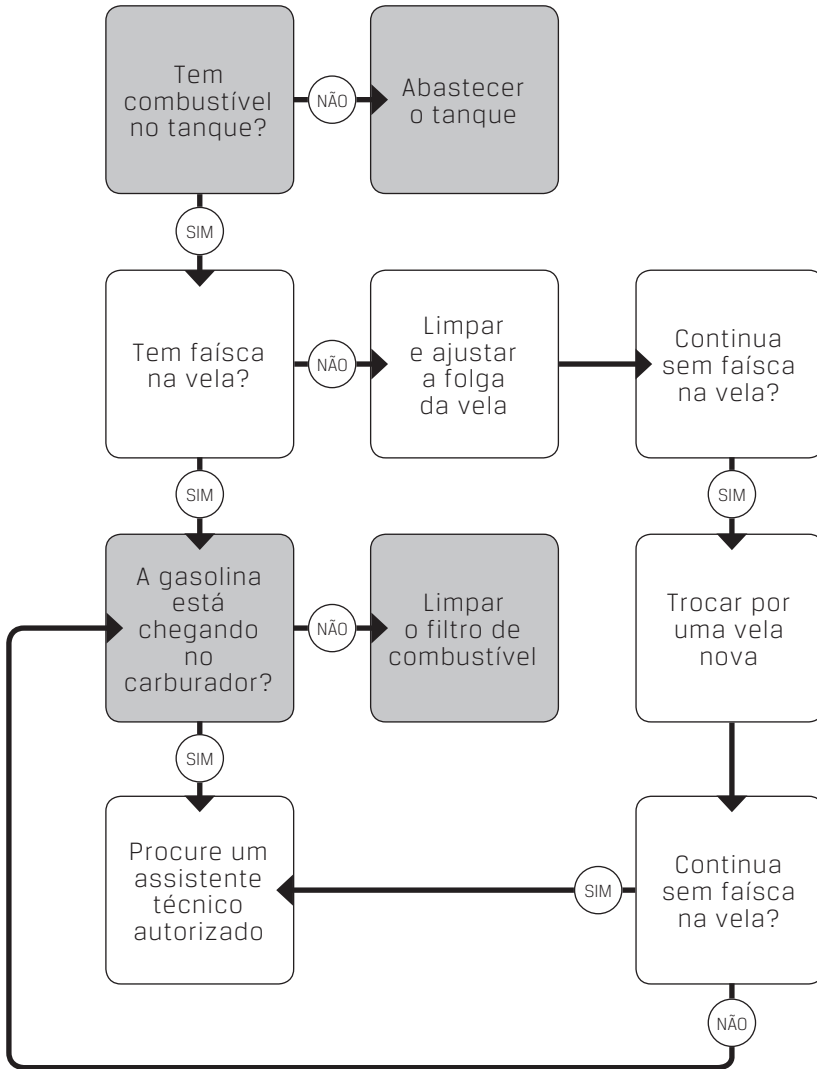 Tem
combustível
no tanque?
NÃO
Abastecer
o tanque
SIM
Tem faísca
na vela?
NÃO
Limpar
e ajustar
a folga
da vela
Continua
sem faísca
na vela?
SIM
SIM
A gasolina
está
chegando
no
carburador?
NÃO
Limpar
o filtro de
combustível
Trocar por
uma vela
nova
SIM
Procure um
assistente
técnico
autorizado
SIM
Continua
sem faísca
na vela?
NÃO